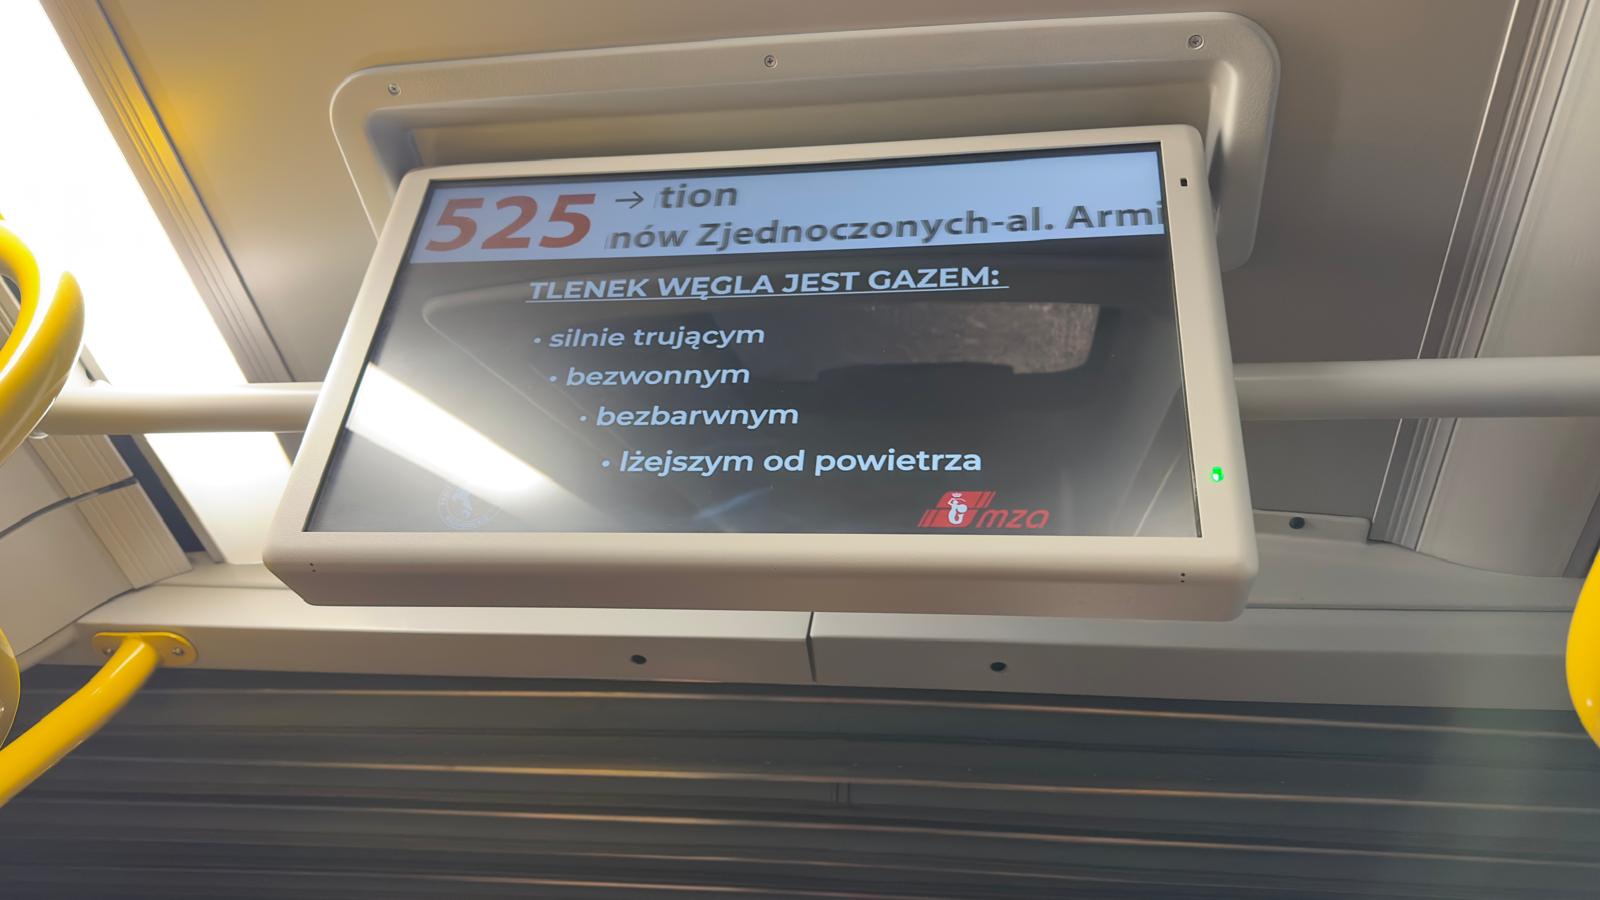 525 → tion
nów Zjednoczonych-al. Armi
TLENEK WĘGLA JEST GAZEM:
• silnie trującym
• bezwonnym
• bezbarwnym
• lżejszym od powietrza
mza